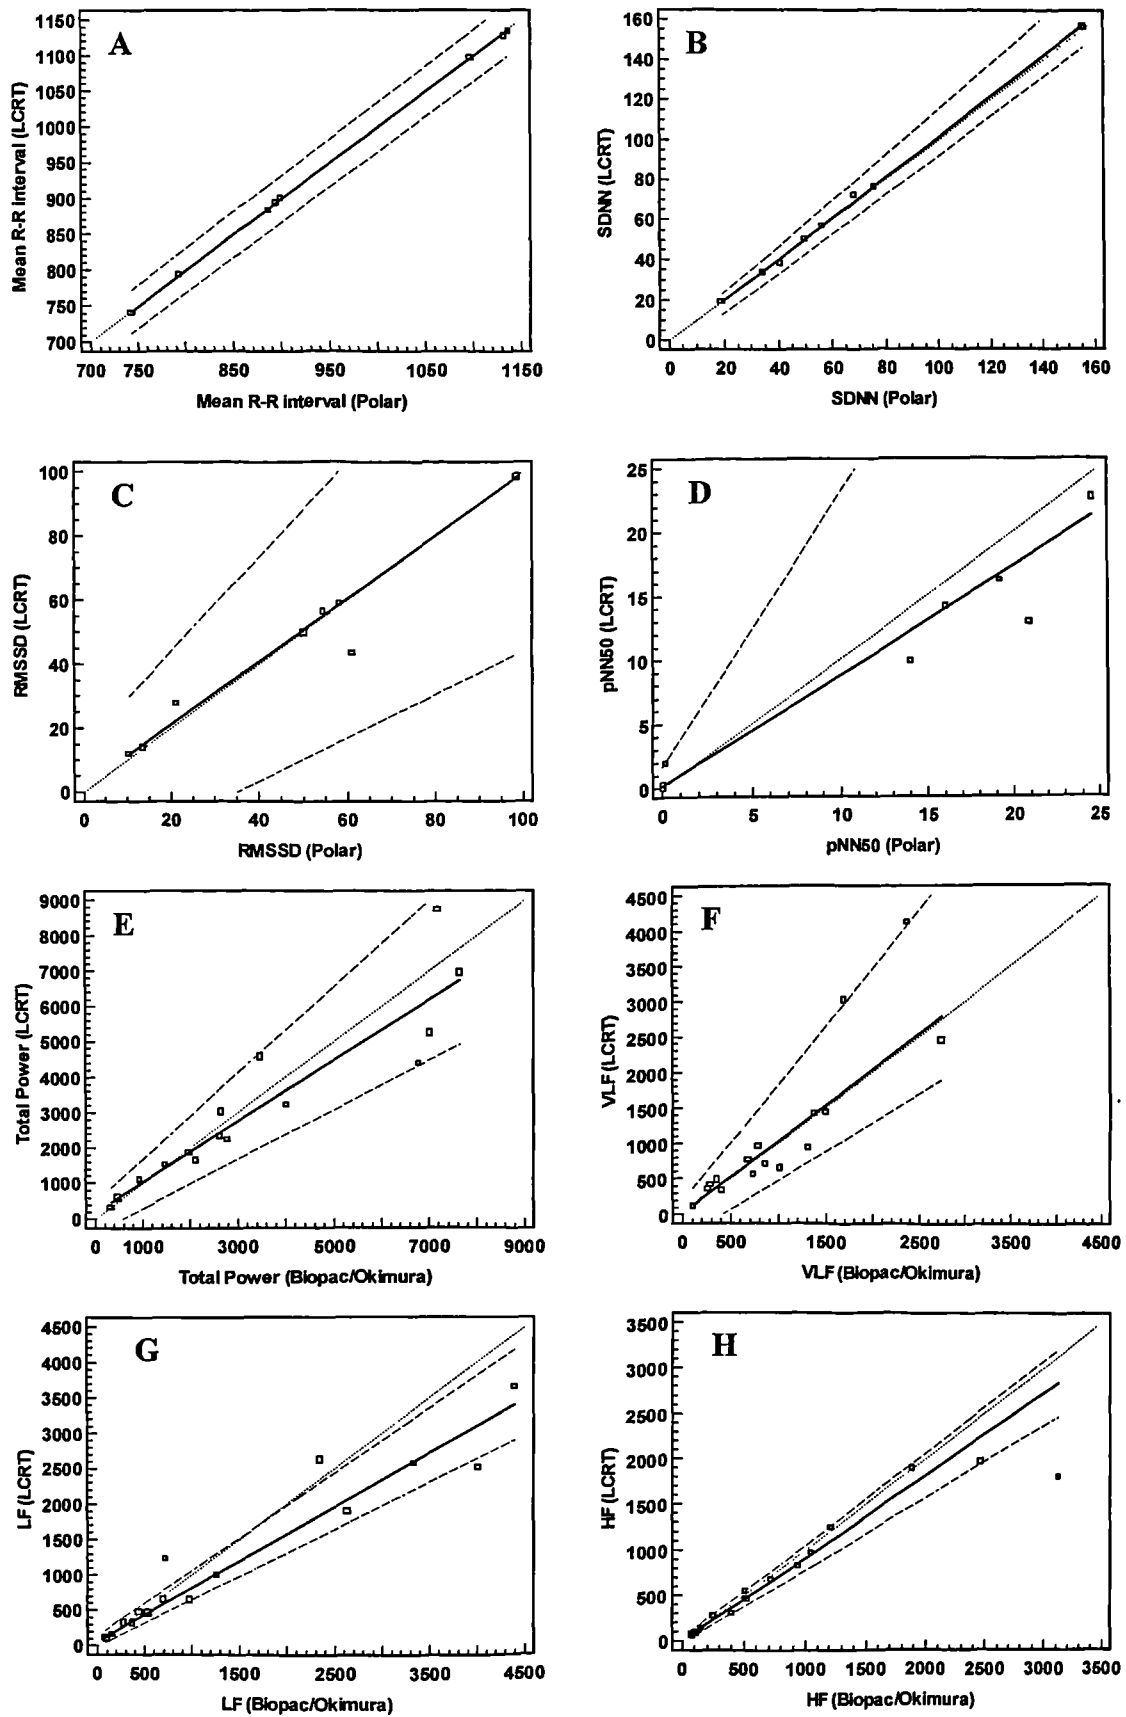 A
1150
1100
1050
1000
950
900
850
800
750
700
Mean R-R interval (LCRT)
700 750 850 950 1050 1150
Mean R-R interval (Polar)
B
160
140
120
100
80
60
40
20
0
SDNN (LCRT)
0 20 40 60 80 100 120 140 160
SDNN (Polar)
C
100
80
60
40
20
0
RMSSD (LCRT)
0 20 40 60 80 100
RMSSD (Polar)
D
25
20
15
10
5
0
pNN50 (LCRT)
0 5 10 15 20 25
pNN50 (Polar)
E
9000
8000
7000
6000
5000
4000
3000
2000
1000
0
Total Power (LCRT)
0 1000 3000 5000 7000 9000
Total Power (Biopac/Okimura)
F
4500
4000
3500
3000
2500
2000
1500
1000
500
0
VLF (LCRT)
0 500 1500 2500 3500 4500
VLF (Biopac/Okimura)
G
4500
4000
3500
3000
2500
2000
1500
1000
500
0
LF (LCRT)
0 500 1500 2500 3500 4500
LF (Biopac/Okimura)
H
3500
3000
2500
2000
1500
1000
500
0
HF (LCRT)
0 500 1000 1500 2000 2500 3000 3500
HF (Biopac/Okimura)